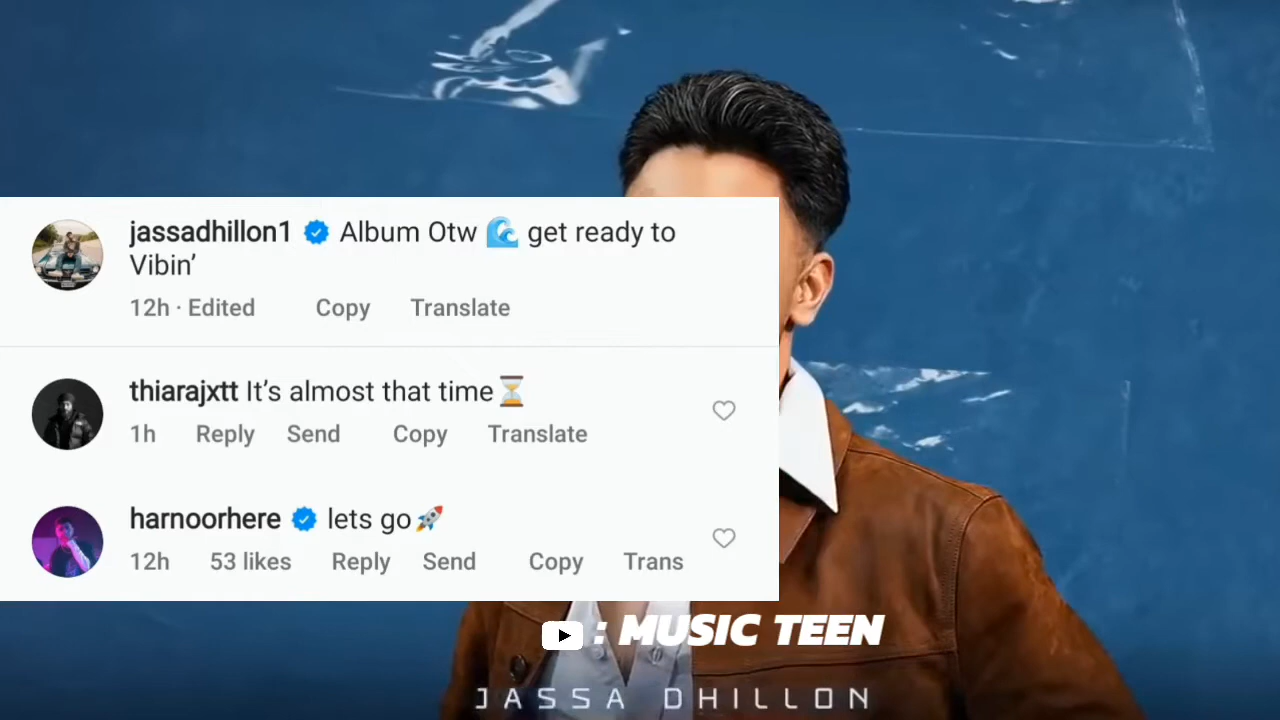 jassadhillon1 Album Otw 🌊 get ready to
Vibin’
12h · Edited Copy Translate
thiarajxtt It’s almost that time⏳
1h Reply Send Copy Translate
harnoorhere lets go🚀
12h 53 likes Reply Send Copy Trans
: MUSIC TEEN
JASSA DHILLON